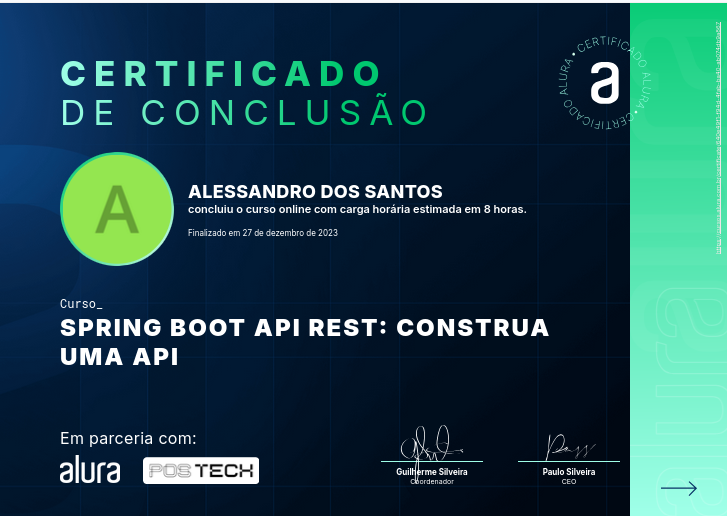 CERTIFICADO
DE CONCLUSÃO
• CERTIFICADO ALURA • CERTIFICADO ALURA
a
A
ALESSANDRO DOS SANTOS
concluiu o curso online com carga horária estimada em 8 horas.
Finalizado em 27 de dezembro de 2023
Curso_
SPRING BOOT API REST: CONSTRUA
UMA API
Em parceria com:
alura
POSTECH
Guilherme Silveira
Coordenador
Paulo Silveira
CEO
alura